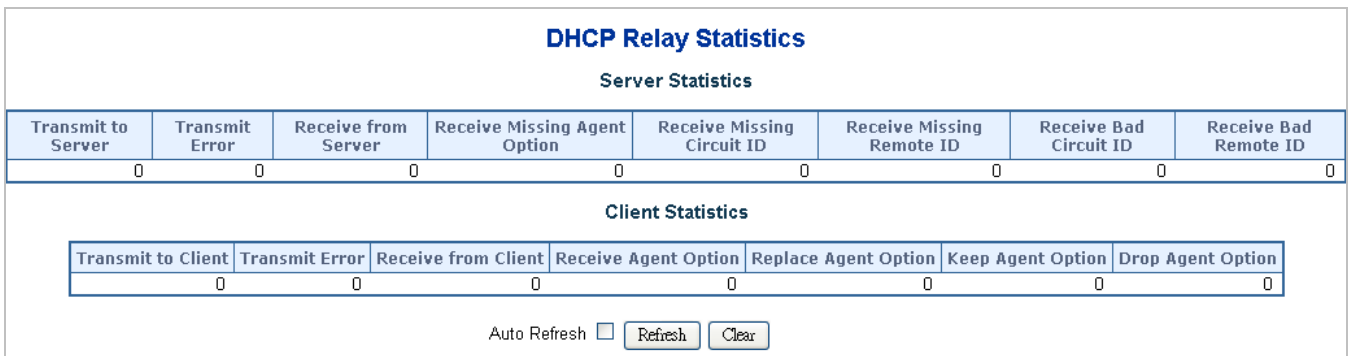 DHCP Relay Statistics
Server Statistics
Transmit to Server Transmit Error Receive from Server Receive Missing Agent Option Receive Missing Circuit ID Receive Missing Remote ID Receive Bad Circuit ID Receive Bad Remote ID
0 0 0 0 0 0 0 0
Client Statistics
Transmit to Client Transmit Error Receive from Client Receive Agent Option Replace Agent Option Keep Agent Option Drop Agent Option
0 0 0 0 0 0 0
Auto Refresh Refresh Clear